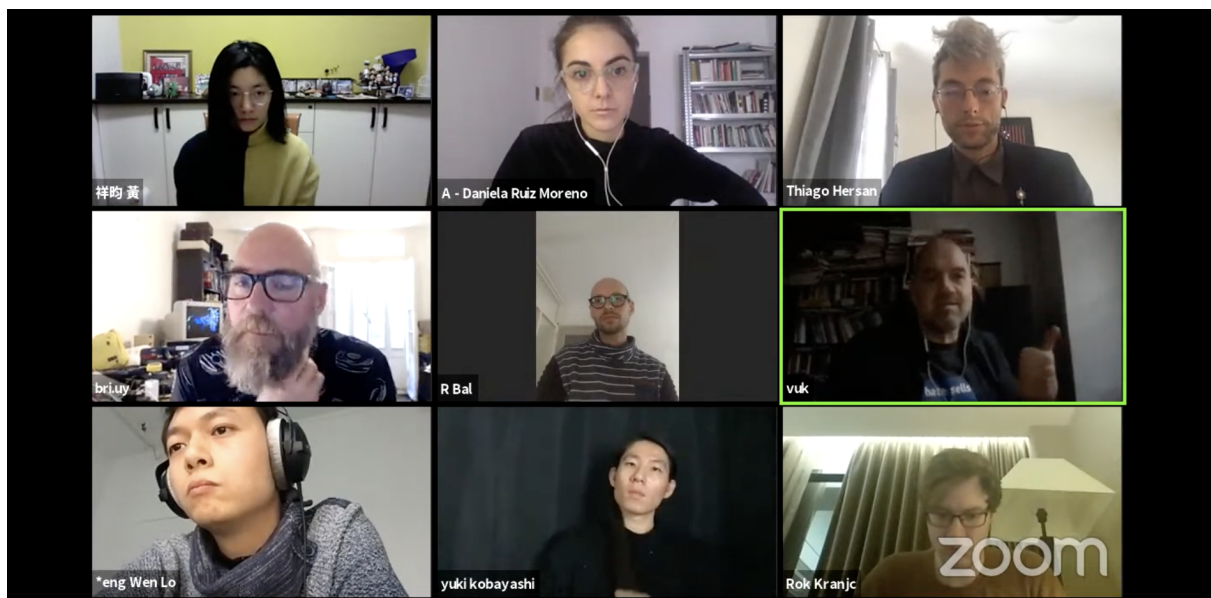 祥昀 黃
A - Daniela Ruiz Moreno
Thiago Hersan
bri.uy
R Bal
vuk
*eng Wen Lo
yuki kobayashi
Rok Kranjc
zoom